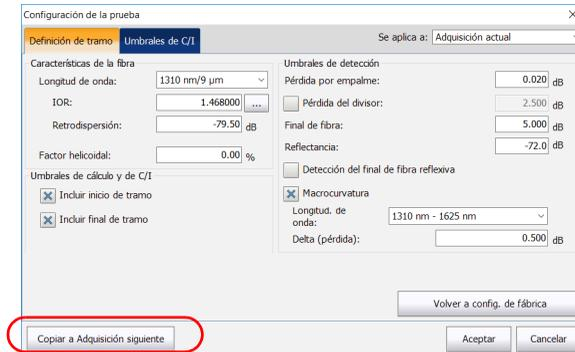 Configuración de la prueba
Definición de tramo
Umbrales de C/I
Se aplica a:
Adquisición actual
Características de la fibra
Longitud de onda:
1310 nm/9 µm
IOR:
1.468000
...
Retrodispersión:
-79.50 dB
Factor helicoidal:
0.00 %
Umbrales de cálculo y de C/I
Incluir inicio de tramo
Incluir final de tramo
Umbrales de detección
Pérdida por empalme:
0.020 dB
Pérdida del divisor:
2.500 dB
Final de fibra:
5.000 dB
Reflectancia:
-72.0 dB
Detección del final de fibra reflexiva
Macrocurvatura
Longitud. de
onda:
1310 nm - 1625 nm
Delta (pérdida):
0.500 dB
Volver a config. de fábrica
Copiar a Adquisición siguiente
Aceptar
Cancelar